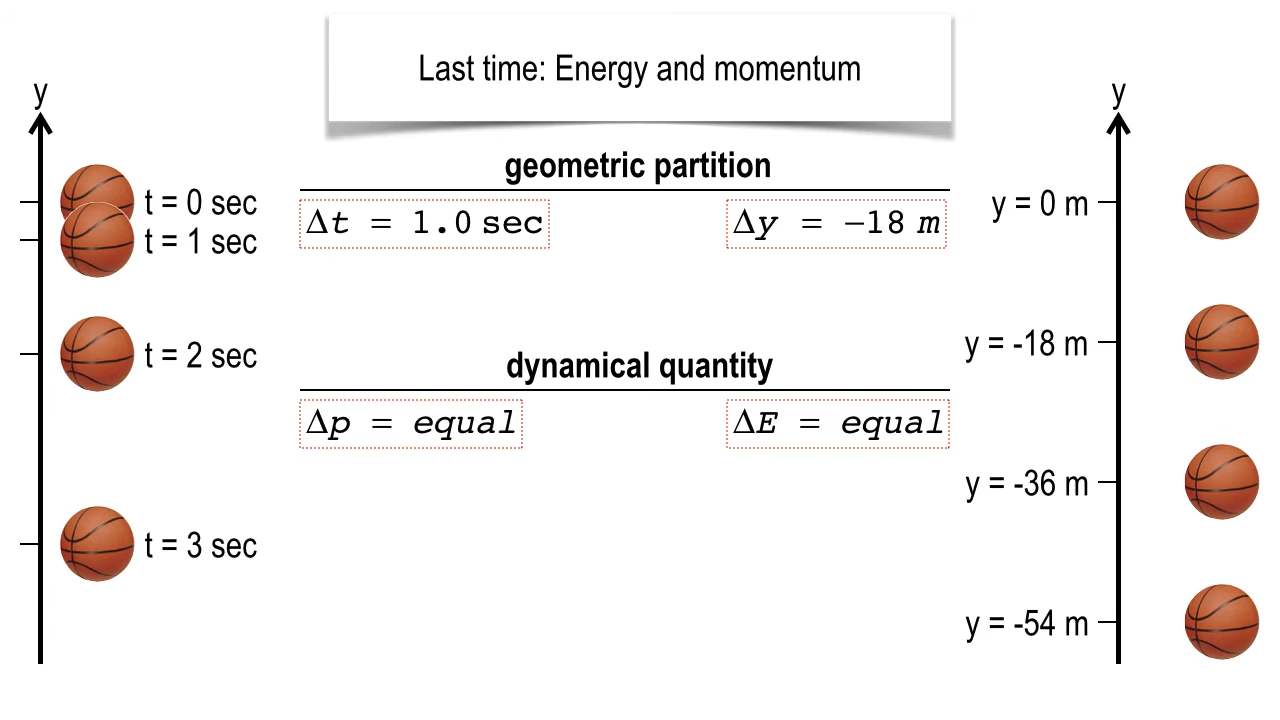 Last time: Energy and momentum
y
t = 0 sec
t = 1 sec
t = 2 sec
t = 3 sec
geometric partition
Δt = 1.0 sec
Δy = −18 m
dynamical quantity
Δp = equal
ΔE = equal
y
y = 0 m
y = -18 m
y = -36 m
y = -54 m